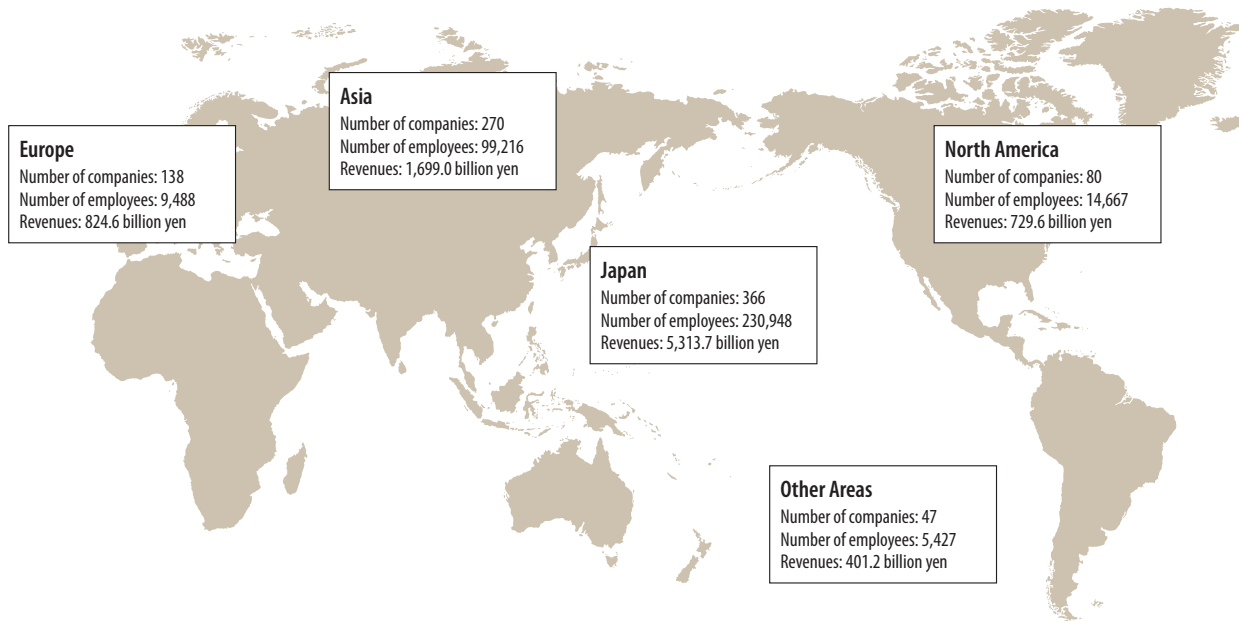 Asia
Number of companies: 270
Number of employees: 99,216
Revenues: 1,699.0 billion yen
Europe
Number of companies: 138
Number of employees: 9,488
Revenues: 824.6 billion yen
North America
Number of companies: 80
Number of employees: 14,667
Revenues: 729.6 billion yen
Japan
Number of companies: 366
Number of employees: 230,948
Revenues: 5,313.7 billion yen
Other Areas
Number of companies: 47
Number of employees: 5,427
Revenues: 401.2 billion yen